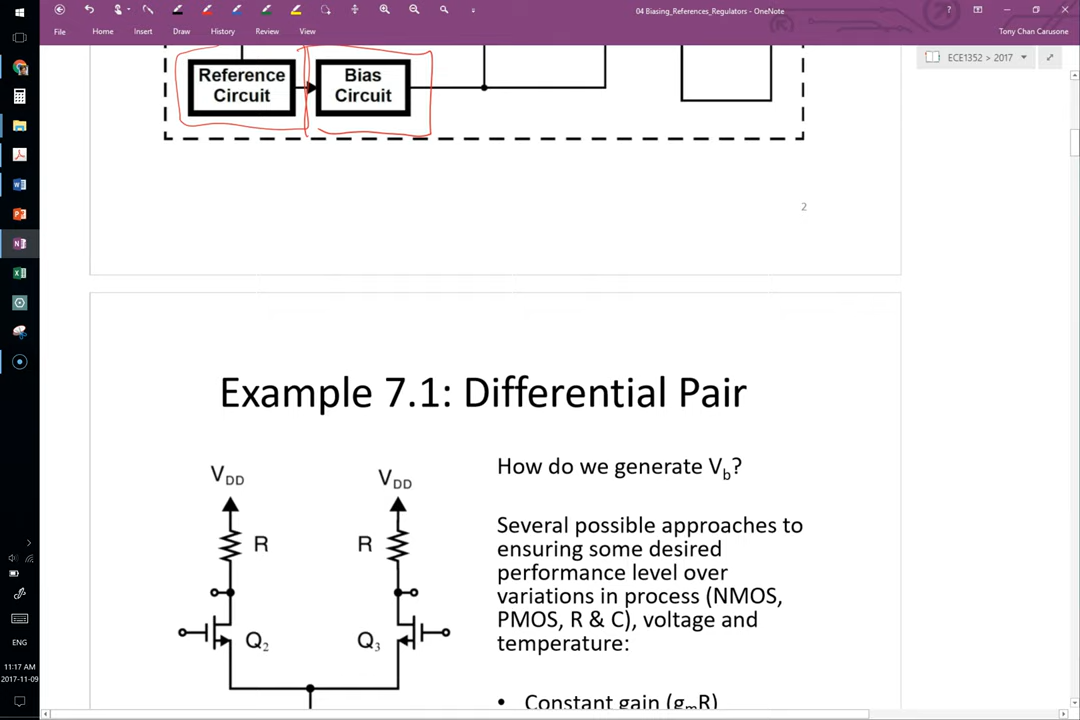 04 Biasing_References_Regulators - OneNote
Tony Chan Carusone
File Home Insert Draw History Review View
ECE1352 > 2017
Reference
Circuit
Bias
Circuit
2
Example 7.1: Differential Pair
How do we generate Vb?
VDD
VDD
Several possible approaches to
ensuring some desired
performance level over
variations in process (NMOS,
PMOS, R & C), voltage and
temperature:
R
R
Q2
Q3
• Constant gain (gmR)
ENG
11:17 AM
2017-11-09